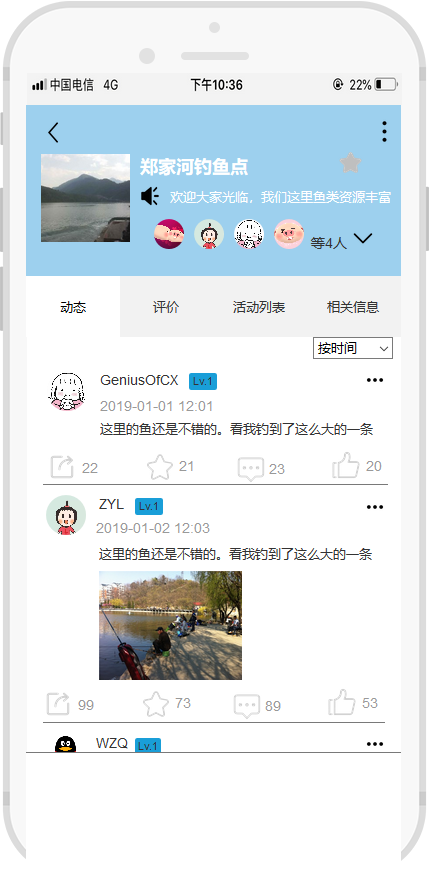 中国电信 4G 下午10:36 22%
郑家河钓鱼点
欢迎大家光临，我们这里鱼类资源丰富
等4人
动态 评价 活动列表 相关信息
按时间
GeniusOfCX Lv.1
2019-01-01 12:01
这里的鱼还是不错的。看我钓到了这么大的一条
22 21 23 20
ZYL Lv.1
2019-01-02 12:03
这里的鱼还是不错的。看我钓到了这么大的一条
99 73 89 53
WZQ Lv.1